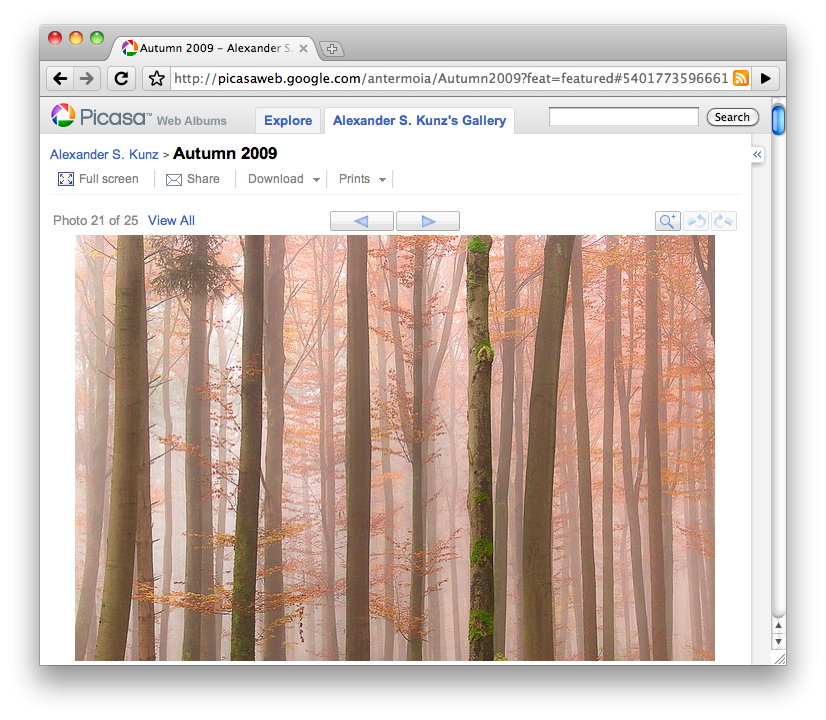 Autumn 2009 – Alexander S.
http://picasaweb.google.com/antermoia/Autumn2009?feat=featured#5401773596661
Picasa™ Web Albums Explore Alexander S. Kunz's Gallery Search
Alexander S. Kunz > Autumn 2009
«
Full screen Share Download Prints
Photo 21 of 25 View All